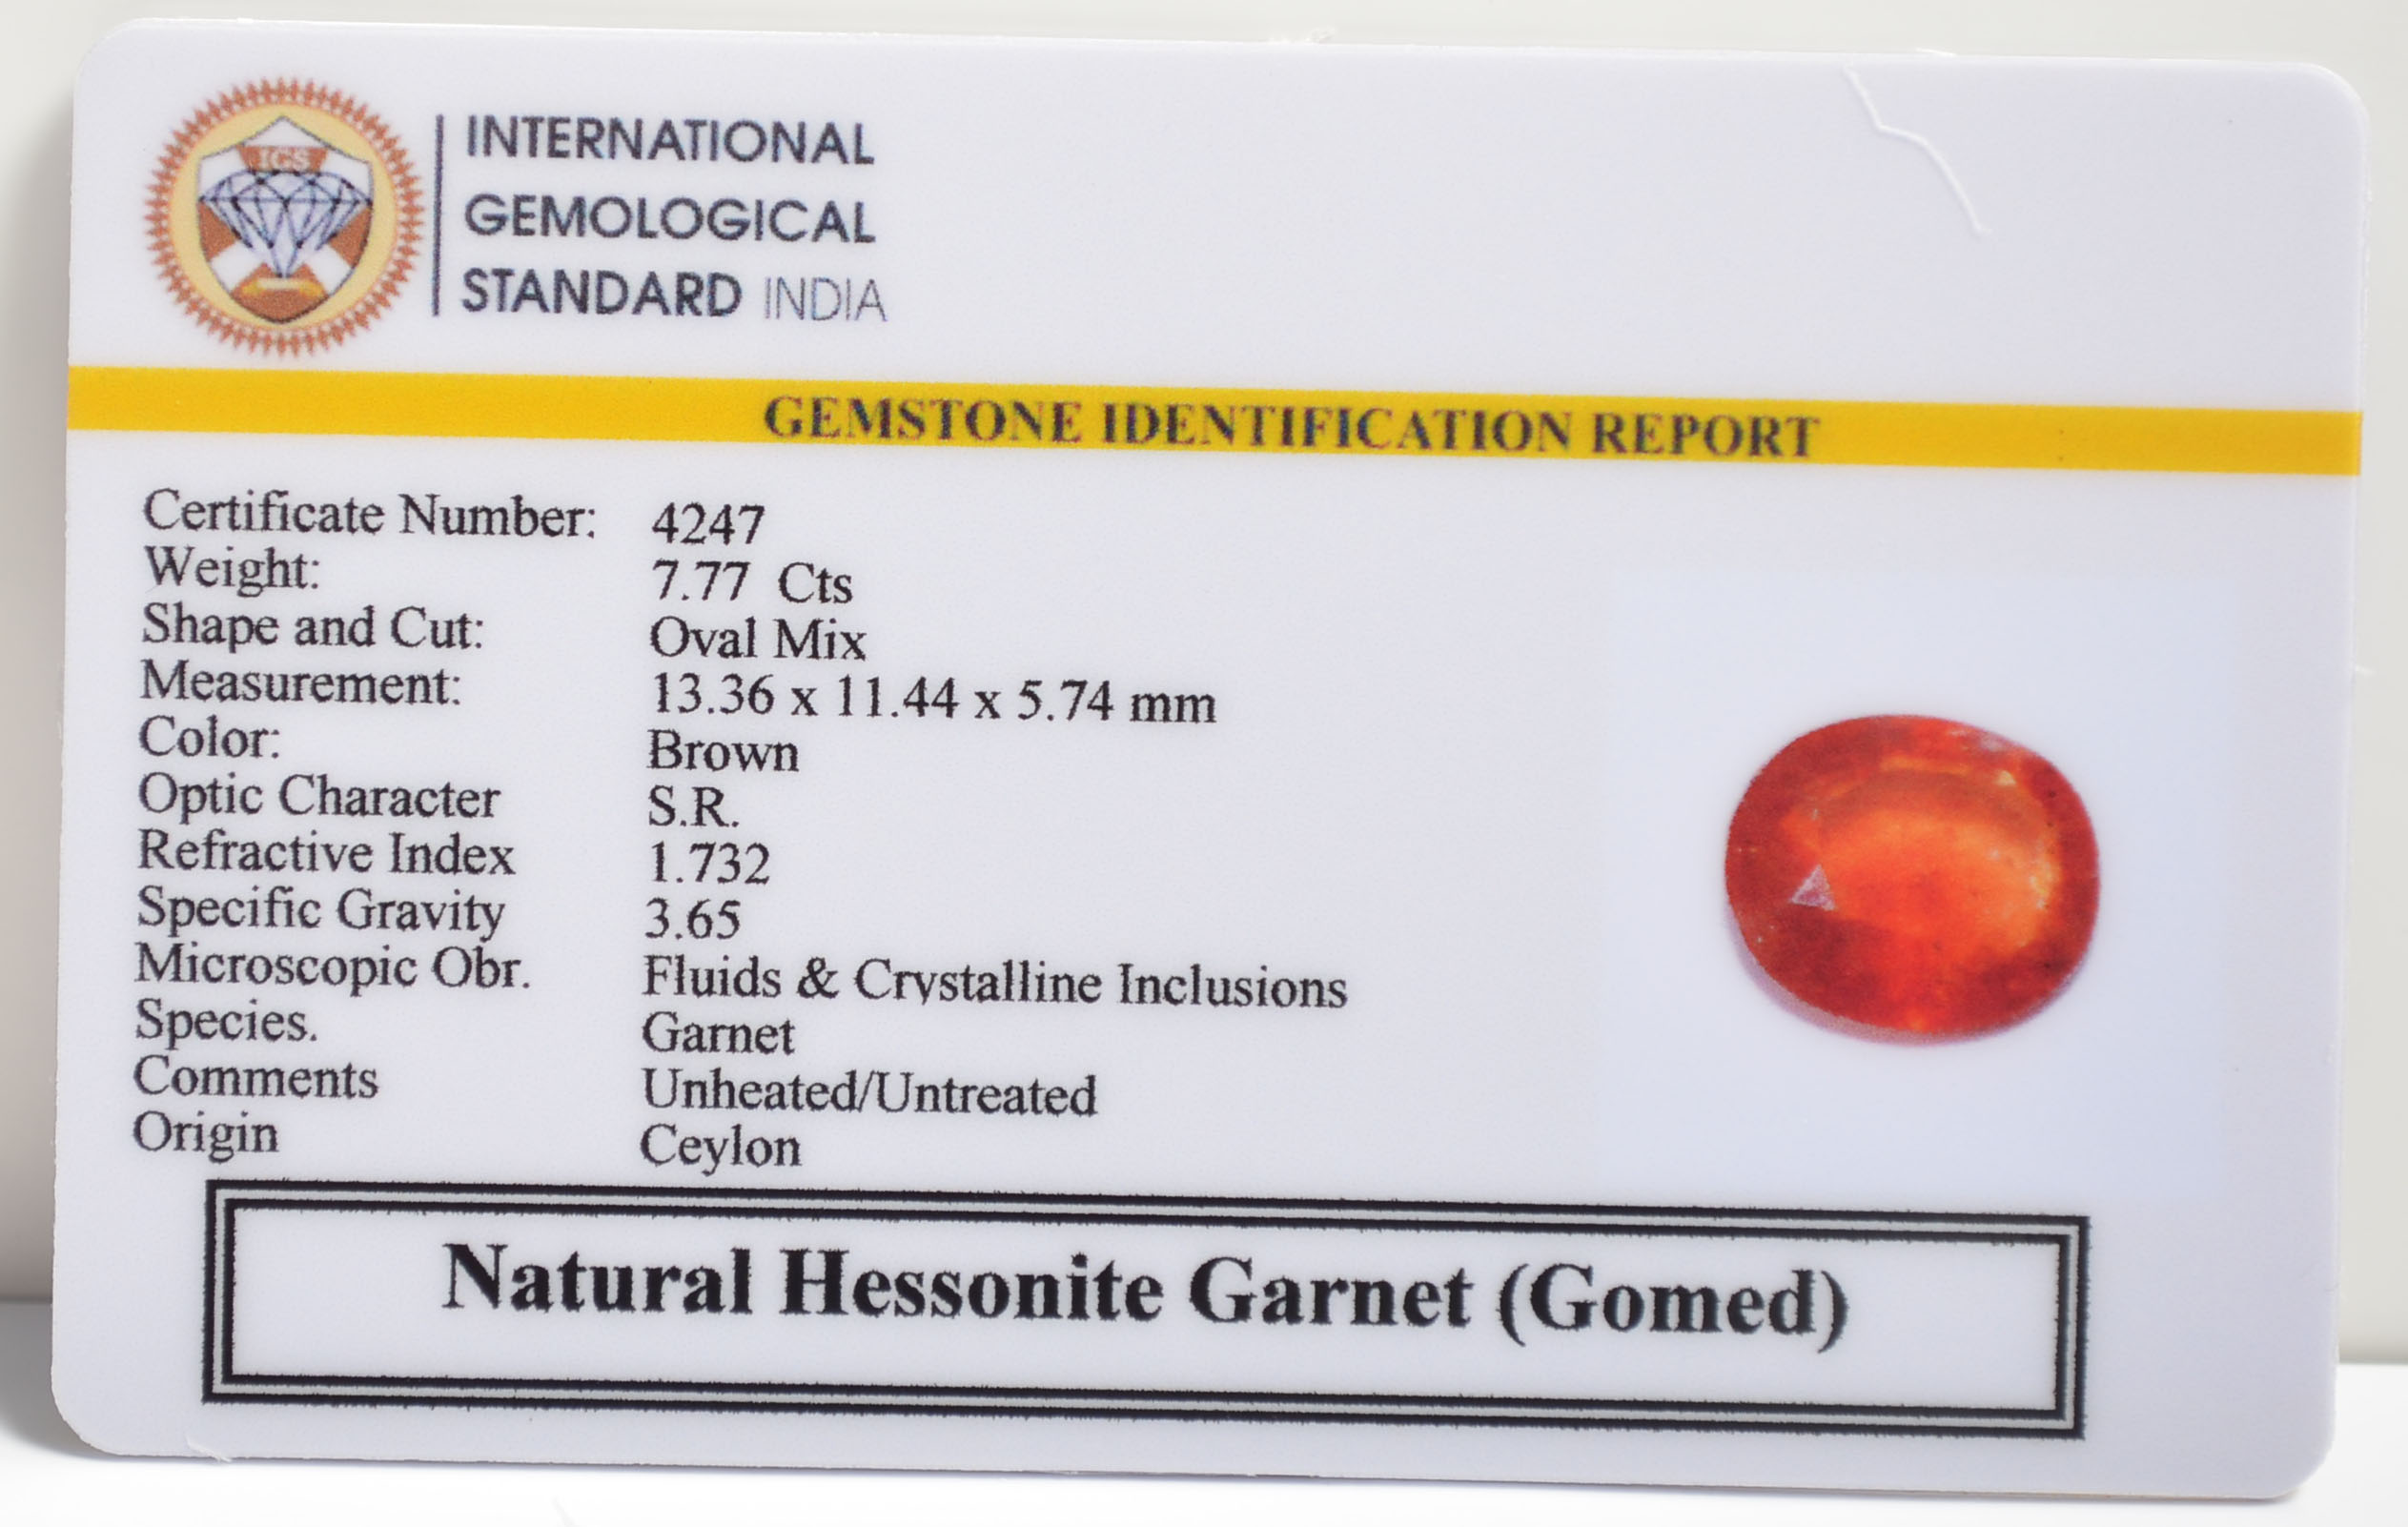 IGS
INTERNATIONAL
GEMOLOGICAL
STANDARD INDIA
GEMSTONE IDENTIFICATION REPORT
Certificate Number: 4247
Weight: 7.77 Cts
Shape and Cut: Oval Mix
Measurement: 13.36 x 11.44 x 5.74 mm
Color: Brown
Optic Character S.R.
Refractive Index 1.732
Specific Gravity 3.65
Microscopic Obr. Fluids & Crystalline Inclusions
Species. Garnet
Comments Unheated/Untreated
Origin Ceylon
Natural Hessonite Garnet (Gomed)